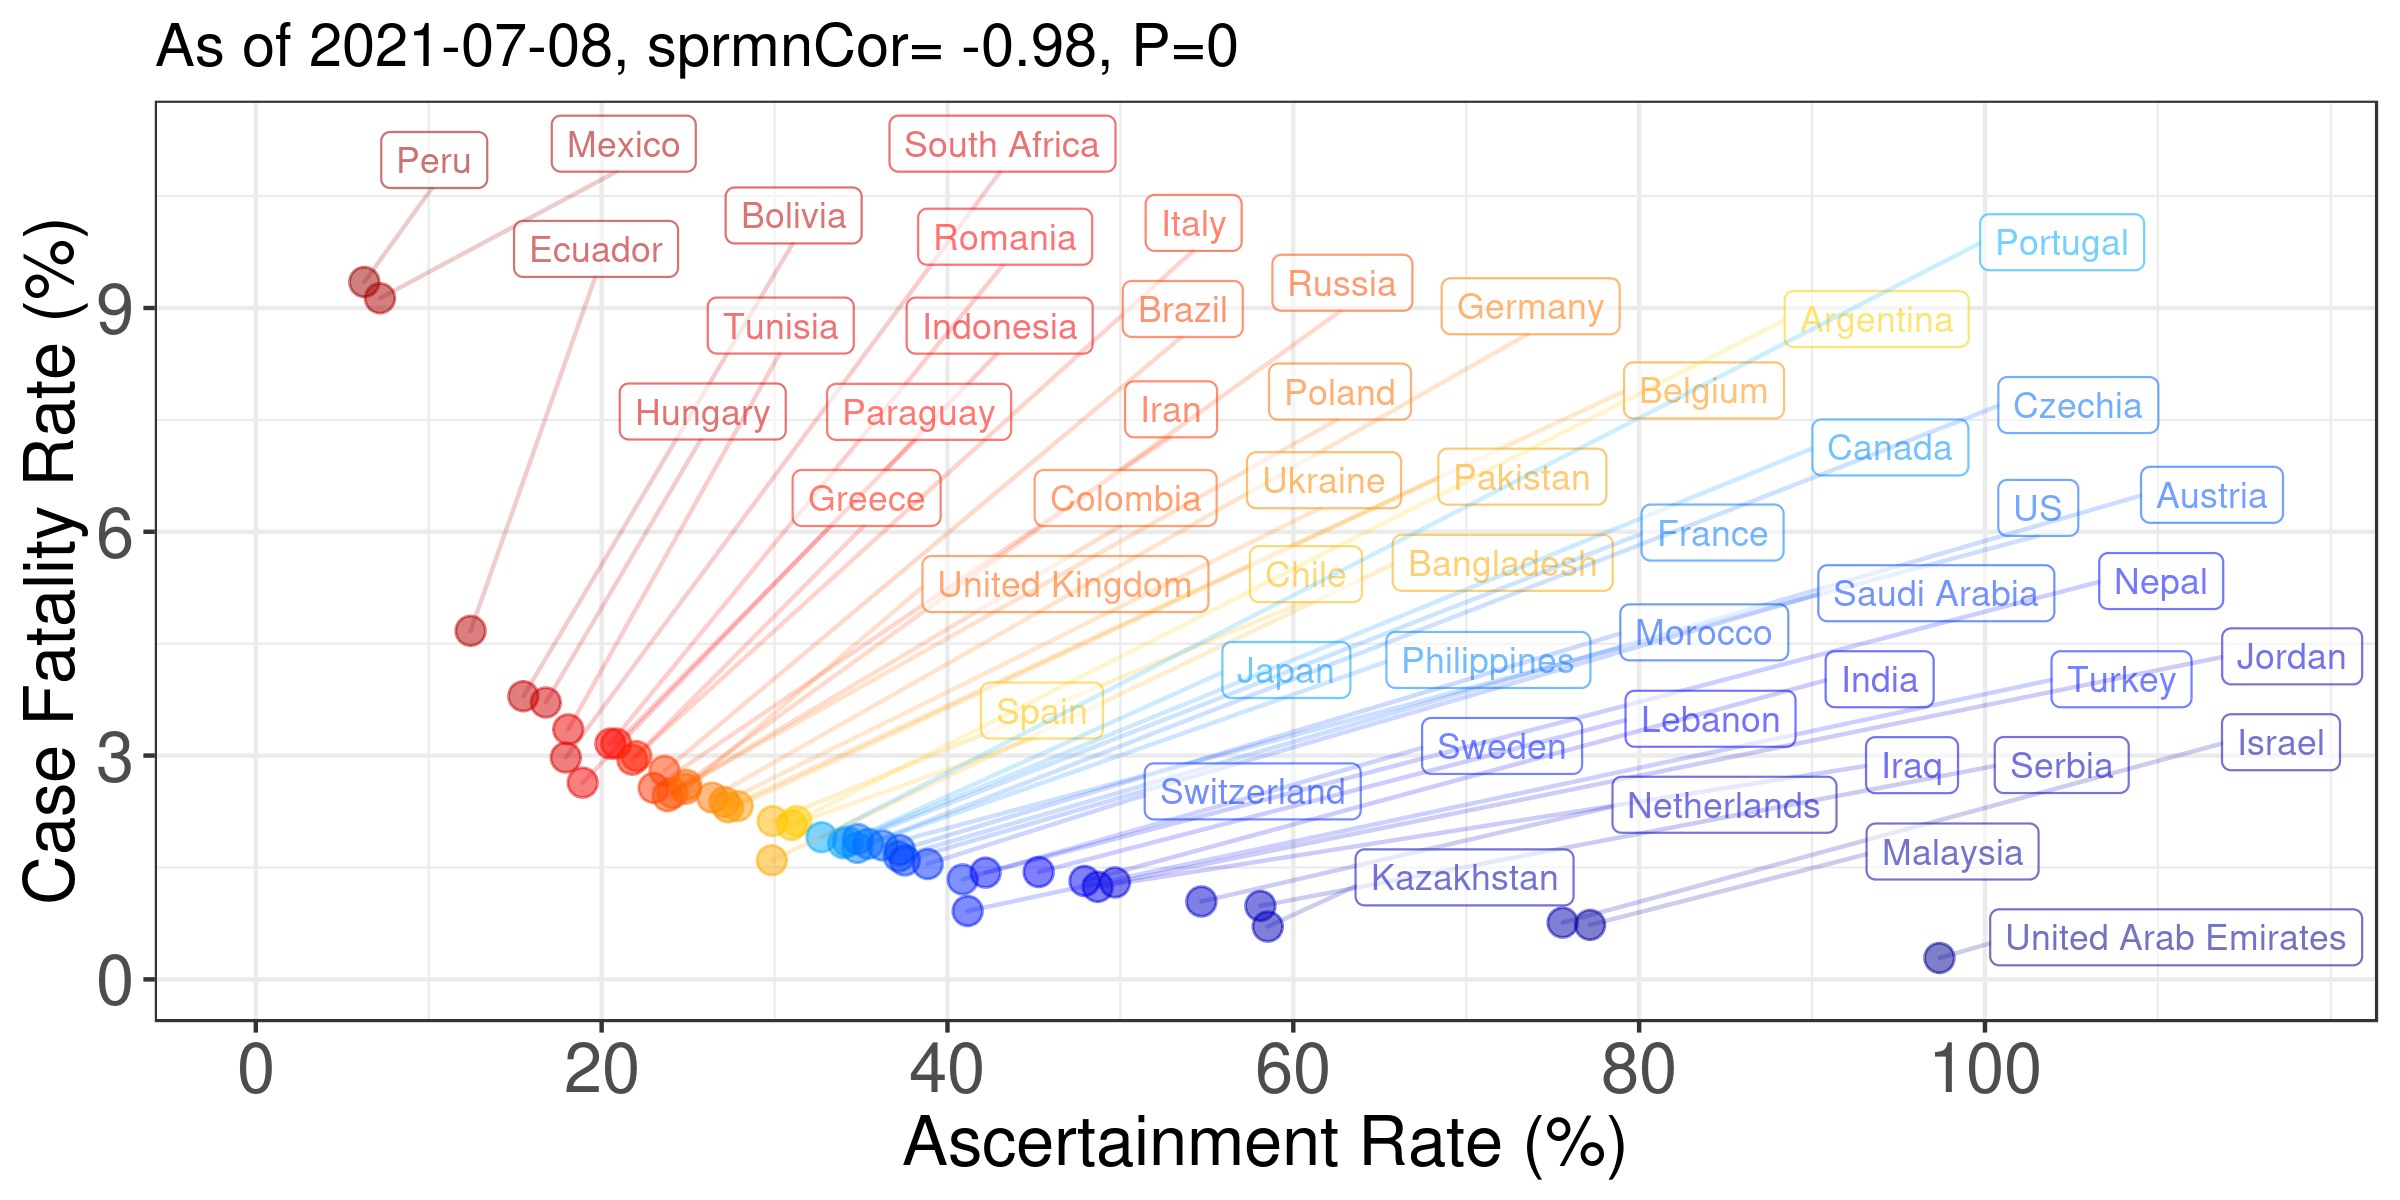 As of 2021-07-08, sprmnCor= -0.98, P=0
Case Fatality Rate (%)
9
6
3
0
Peru
Mexico
South Africa
Bolivia
Romania
Italy
Ecuador
Portugal
Russia
Germany
Brazil
Argentina
Tunisia
Indonesia
Belgium
Poland
Czechia
Hungary
Paraguay
Iran
Canada
Pakistan
Ukraine
Greece
Colombia
US
Austria
France
Bangladesh
Chile
United Kingdom
Nepal
Saudi Arabia
Morocco
Philippines
Japan
Jordan
India
Turkey
Spain
Lebanon
Sweden
Israel
Iraq
Serbia
Switzerland
Netherlands
Malaysia
Kazakhstan
United Arab Emirates
0
20
40
60
80
100
Ascertainment Rate (%)